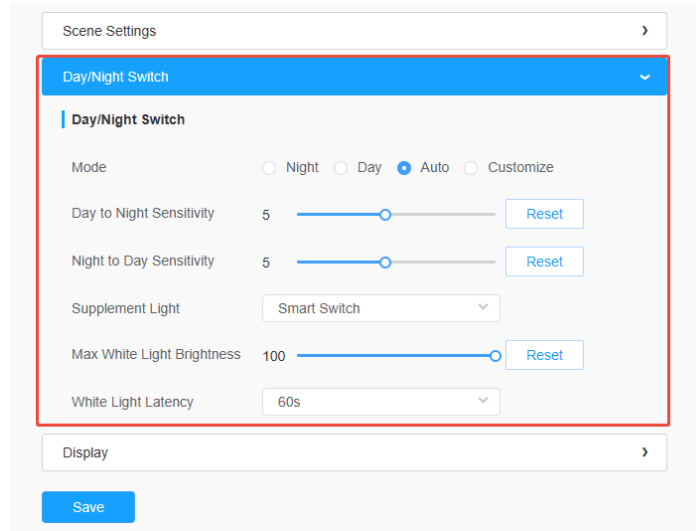 Scene Settings
Day/Night Switch
Day/Night Switch
Mode Night Day Auto Customize
Day to Night Sensitivity 5 Reset
Night to Day Sensitivity 5 Reset
Supplement Light Smart Switch
Max White Light Brightness 100 Reset
White Light Latency 60s
Display
Save